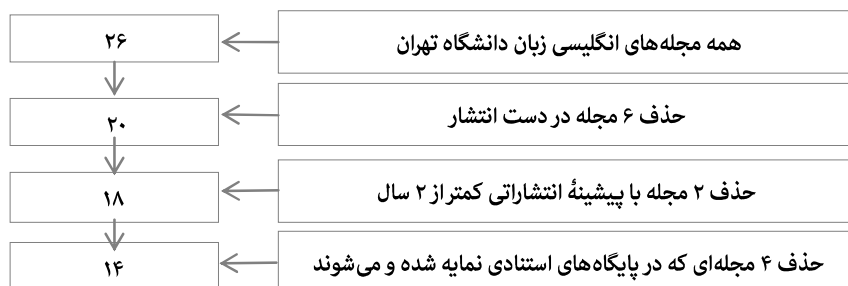 همه مجله‌های انگلیسی زبان دانشگاه تهران
۲۶
حذف ۶ مجله در دست انتشار
۲۰
حذف ۲ مجله با پیشینهٔ انتشاراتی کمتر از ۲ سال
۱۸
حذف ۴ مجله‌ای که در پایگاه‌های استنادی نمایه شده و می‌شوند
۱۴